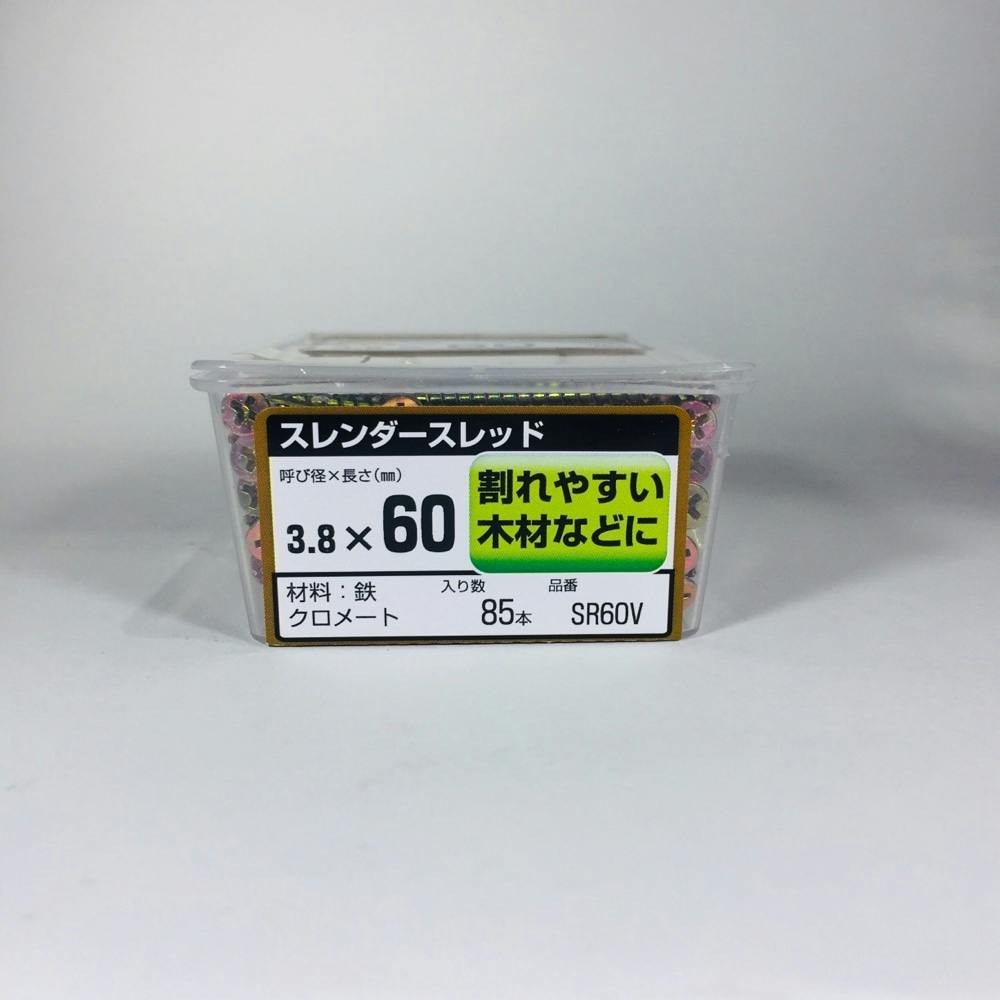 スレンダースレッド
呼び径×長さ(㎜)
3.8×60
割れやすい
木材などに
材料：鉄
クロメート
入り数
85本
品番
SR60V